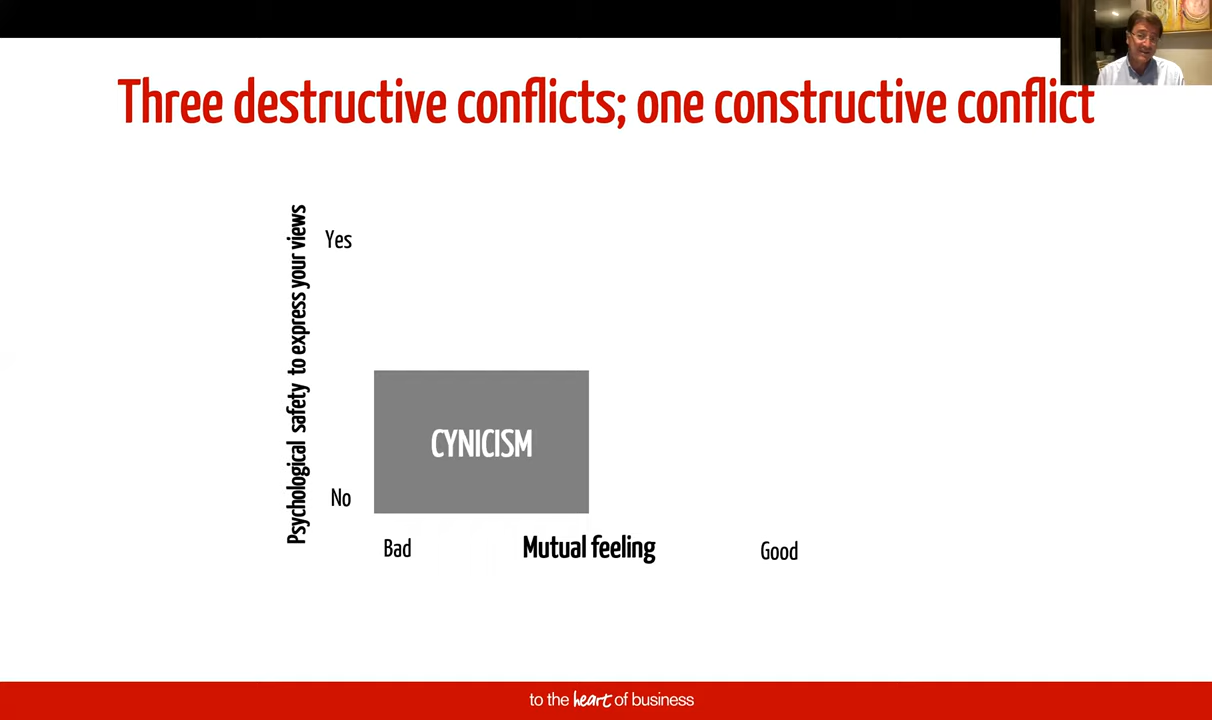 Three destructive conflicts; one constructive conflict
Psychological safety to express your views
Yes
CYNICISM
No
Bad
Mutual feeling
Good
to the heart of business